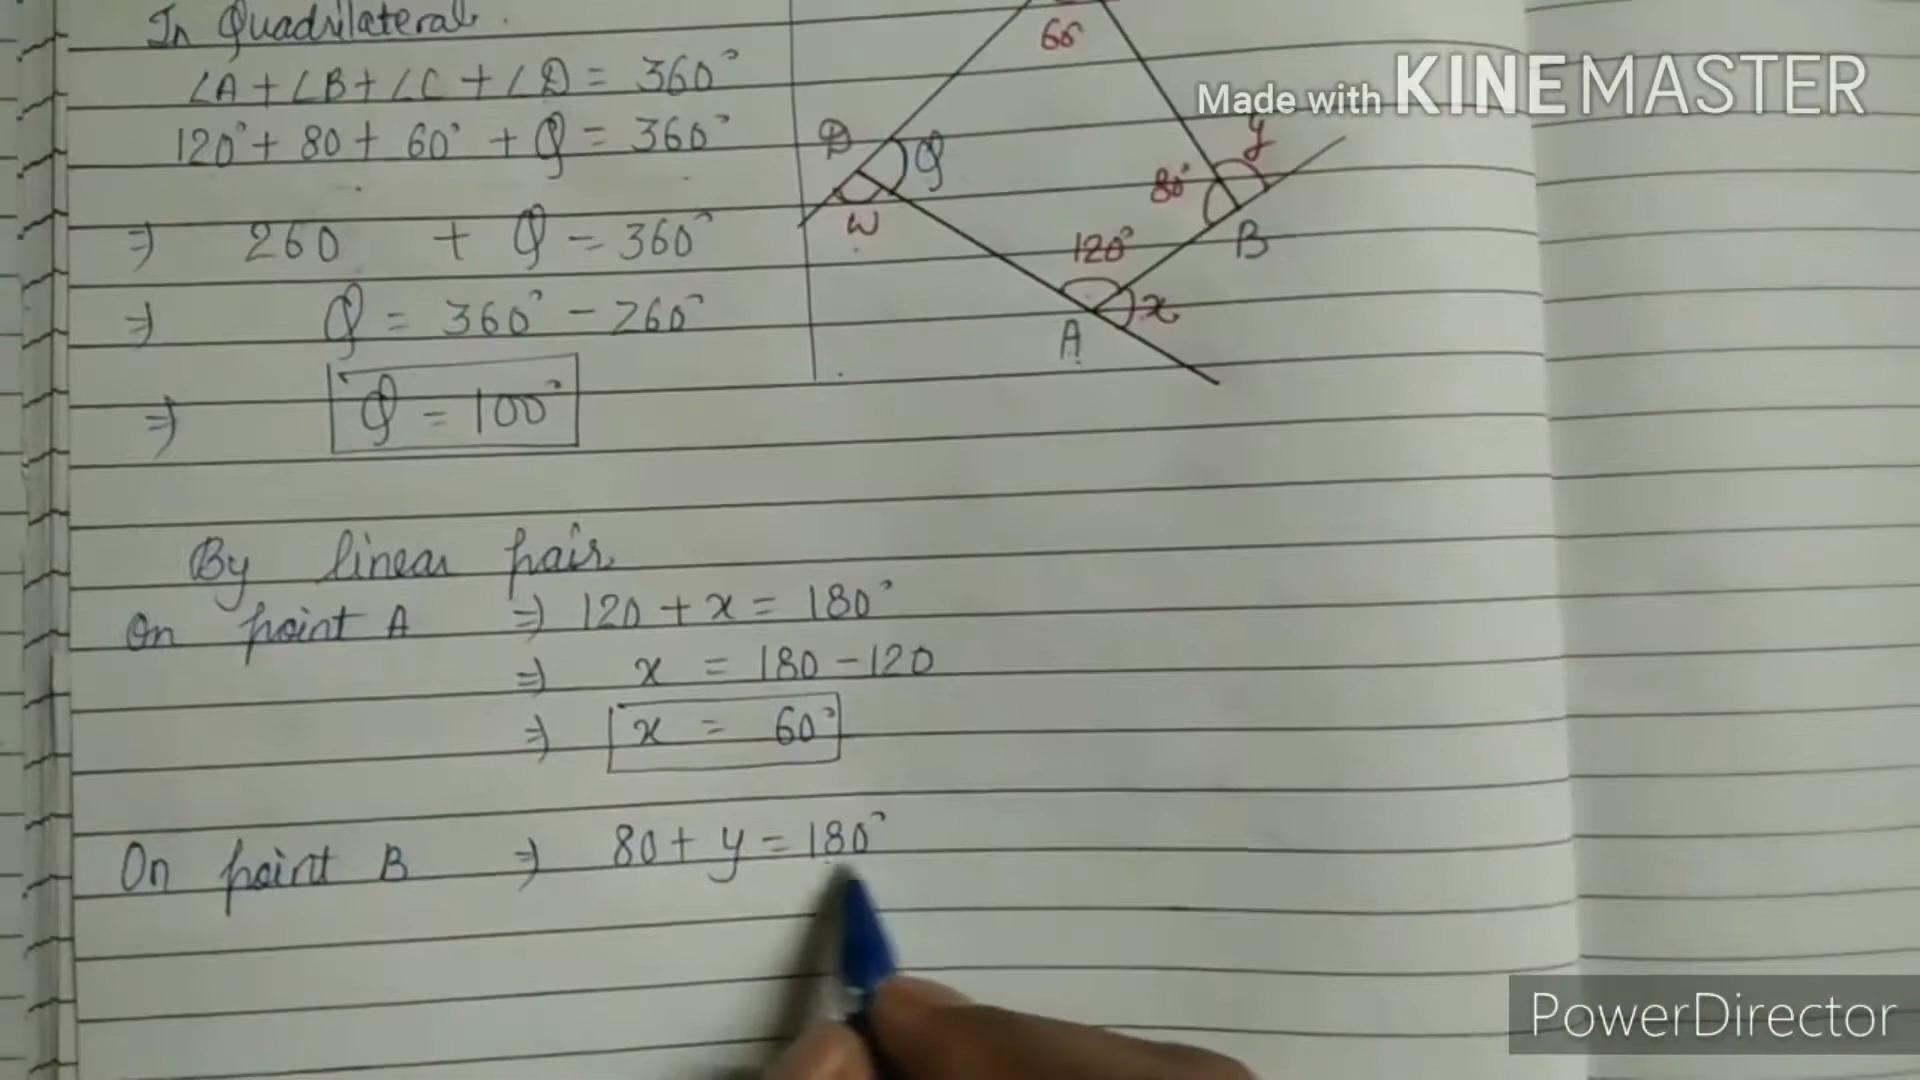 In Quadrilateral.
∠A + ∠B + ∠C + ∠D = 360°
120° + 80 + 60° + Q = 360°
⇒ 260 + Q = 360°
⇒ Q = 360° - 260°
⇒ Q = 100°
60°
D
Q
W
80°
y
B
120°
x
A
By linear pair
On point A ⇒ 120 + x = 180°
⇒ x = 180 - 120
⇒ x = 60°
On point B ⇒ 80 + y = 180°
Made with KINEMASTER
PowerDirector